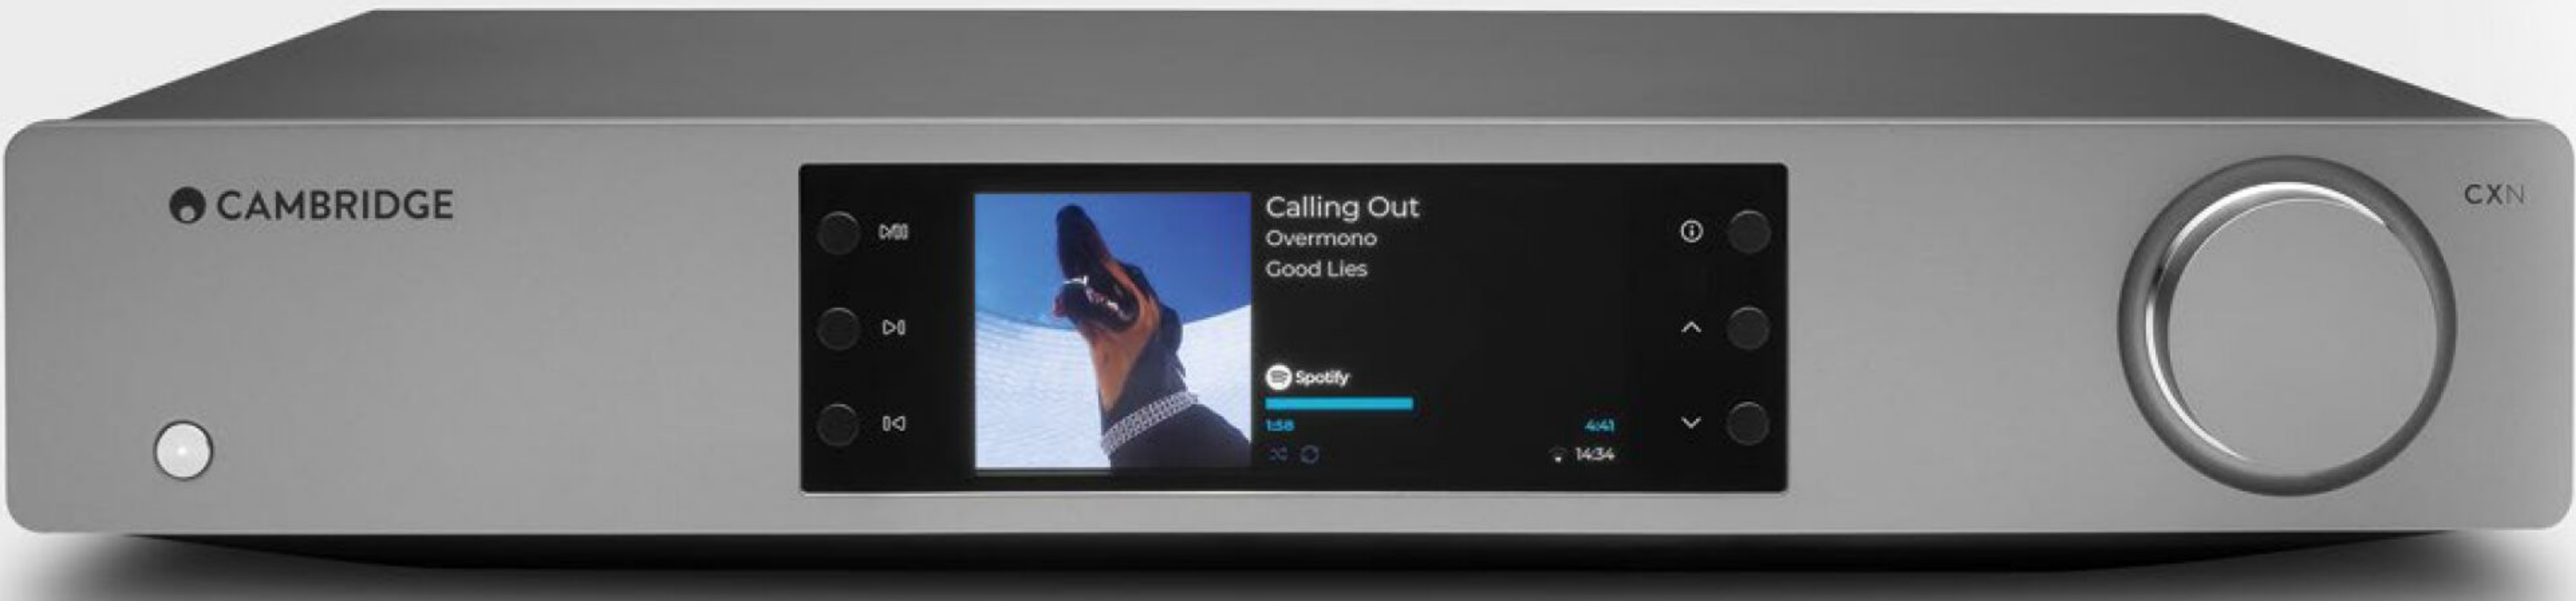 CAMBRIDGE
CXN
Calling Out
Overmono
Good Lies
Spotify
1:58
4:41
14:34